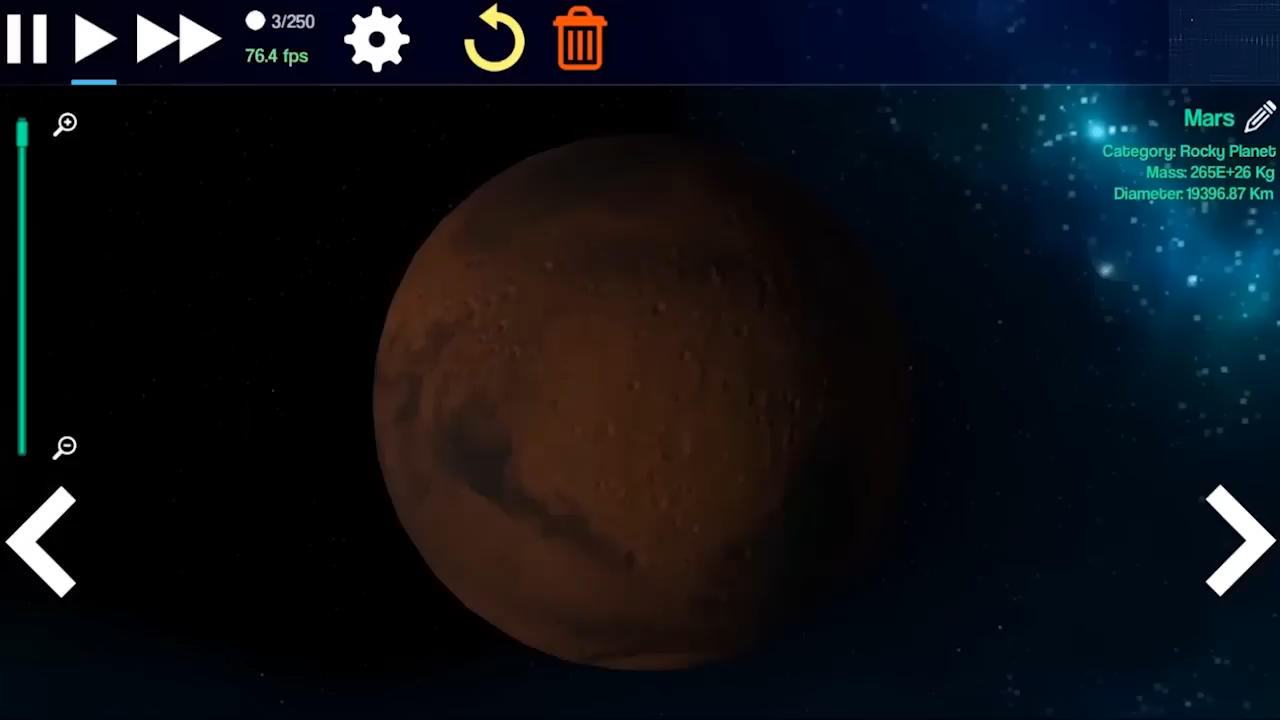 3/250
76.4 fps
Mars
Category: Rocky Planet
Mass: 265E+26 Kg
Diameter: 19396.87 Km